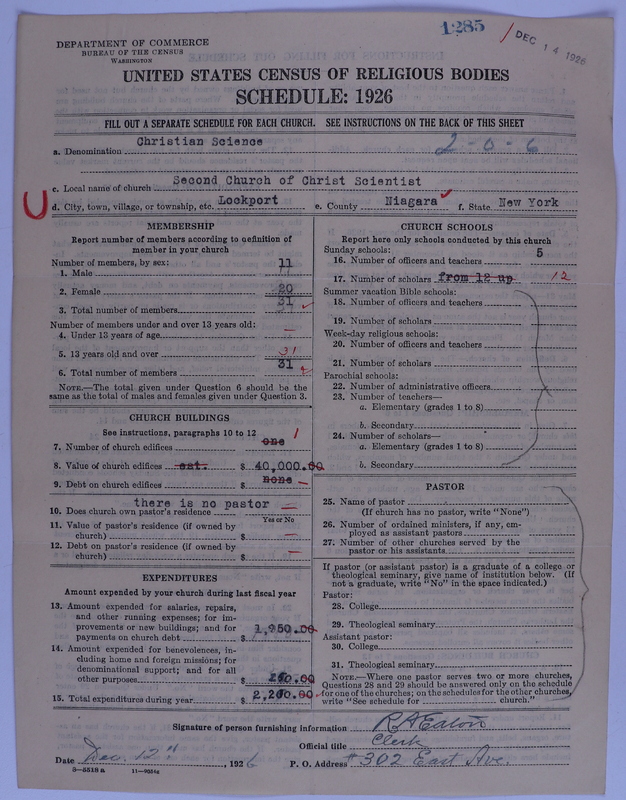 1285
DEC 14 1926
DEPARTMENT OF COMMERCE
BUREAU OF THE CENSUS
WASHINGTON
UNITED STATES CENSUS OF RELIGIOUS BODIES
SCHEDULE: 1926
FILL OUT A SEPARATE SCHEDULE FOR EACH CHURCH. SEE INSTRUCTIONS ON THE BACK OF THIS SHEET
a. Denomination Christian Science 2-0-6
c. Local name of church Second Church of Christ Scientist
d. City, town, village, or township, etc. Lockport e. County Niagara f. State New York
MEMBERSHIP
Report number of members according to definition of
member in your church
Number of members, by sex:
1. Male 11
2. Female 20
3. Total number of members 31
Number of members under and over 13 years old:
4. Under 13 years of age —
5. 13 years old and over 31
6. Total number of members 31
NOTE.—The total given under Question 6 should be the
same as the total of males and females given under Question 3.
CHURCH BUILDINGS
See instructions, paragraphs 10 to 12
7. Number of church edifices one 1
8. Value of church edifices est. $ 40,000.00
9. Debt on church edifices $ none —
there is no pastor
10. Does church own pastor's residence —
Yes or No
11. Value of pastor's residence (if owned by
church) $ —
12. Debt on pastor's residence (if owned by
church) $ —
EXPENDITURES
Amount expended by your church during last fiscal year
13. Amount expended for salaries, repairs,
and other running expenses; for im-
provements or new buildings; and for
payments on church debt $ 1,950.00
14. Amount expended for benevolences, in-
cluding home and foreign missions; for
denominational support; and for all
other purposes $ .00
15. Total expenditures during year $ .00
CHURCH SCHOOLS
Report here only schools conducted by this church
Sunday schools:
16. Number of officers and teachers 5
17. Number of scholars from 12 up 12
Summer vacation Bible schools:
18. Number of officers and teachers
19. Number of scholars
Week-day religious schools:
20. Number of officers and teachers
21. Number of scholars
Parochial schools:
22. Number of administrative officers
23. Number of teachers—
a. Elementary (grades 1 to 8)
b. Secondary
24. Number of scholars—
a. Elementary (grades 1 to 8)
b. Secondary
PASTOR
25. Name of pastor
(If church has no pastor, write "None")
26. Number of ordained ministers, if any, em-
ployed as assistant pastors
27. Number of other churches served by the
pastor or his assistants
If pastor (or assistant pastor) is a graduate of a college or
theological seminary, give name of institution below. (If
not a graduate, write "No" in the space indicated.)
Pastor:
28. College
29. Theological seminary
Assistant pastor:
30. College
31. Theological seminary
NOTE.—Where one pastor serves two or more churches,
Questions 28 and 29 should be answered only on the schedule
for one of the churches; on the schedules for the other churches,
write "See schedule for church."
Signature of person furnishing information R A Eaton
Official title Clerk
Date Dec. 12", 1926 P. O. Address #302 East Ave.
8—5518a 11—9554a